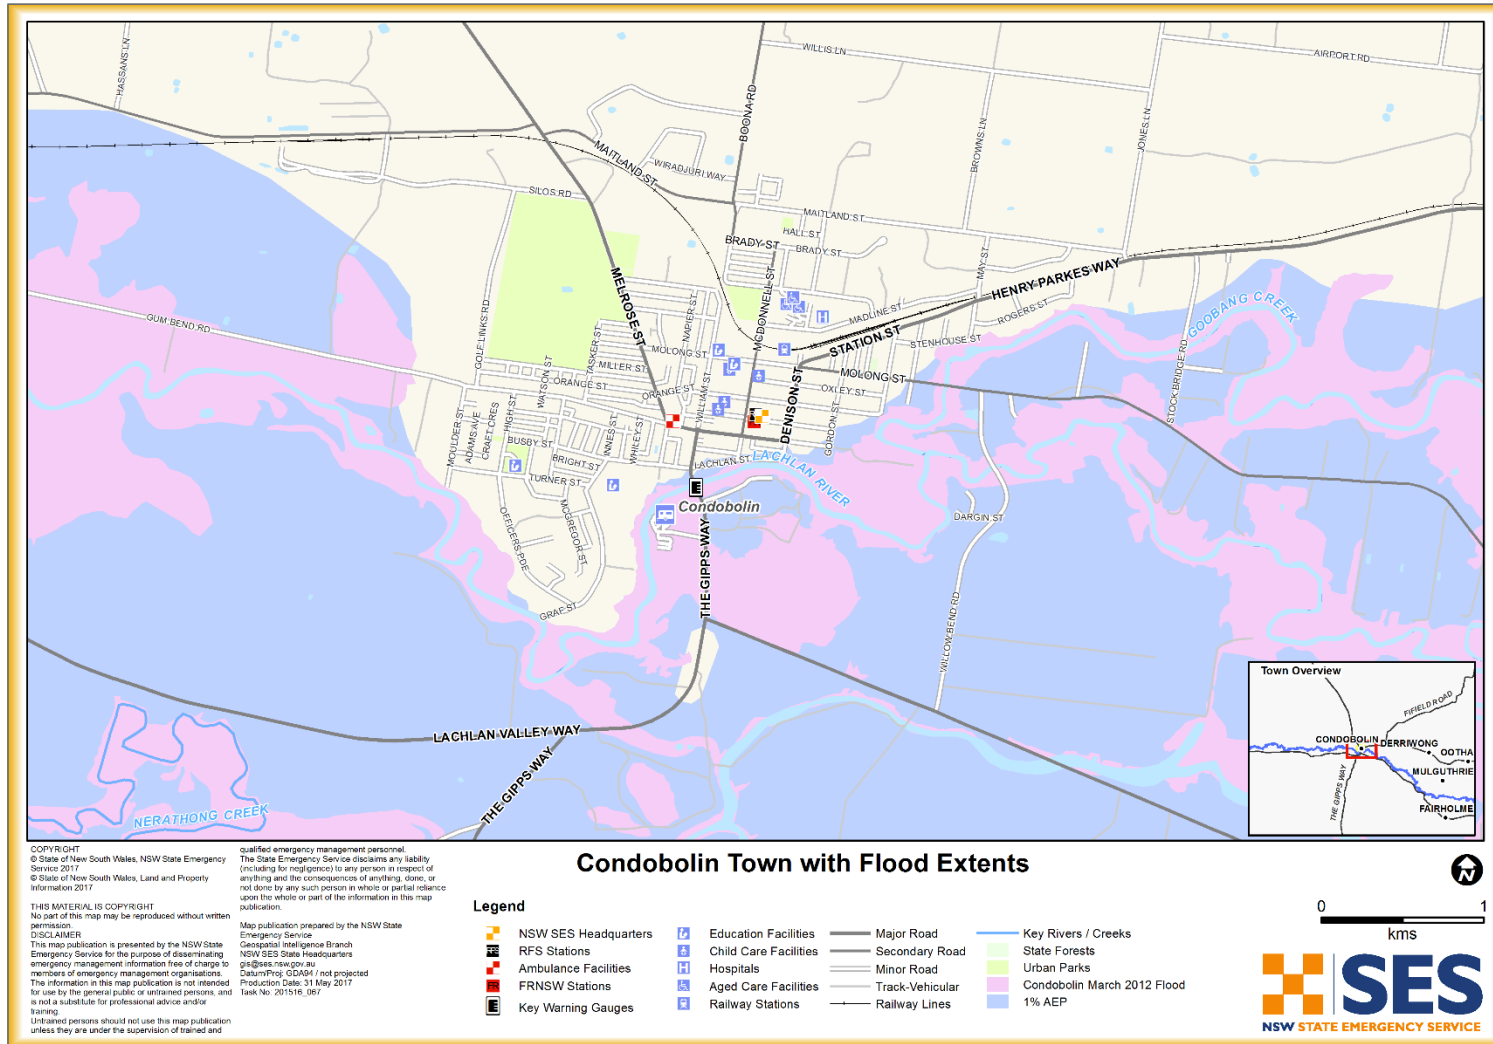 HASSANS LN
WILLIS LN
AIRPORT RD
BOONA RD
BROWNS LN
JONES LN
MAITLAND ST
WIRADJURI WAY
SILOS RD
MAITLAND ST
HALL ST
BRADY ST
BRADY ST
MAY ST
HENRY PARKES WAY
MELROSE ST
MCDONNELL ST
NAPIER ST
GOLF LINKS RD
GUM BEND RD
MADLINE ST
ROGERS ST
GOOBANG CREEK
STATION ST
STENHOUSE ST
TASKER ST
MOLONG ST
MILLER ST
WATSON ST
ORANGE ST
ORANGE ST
WILLIAM ST
MOLONG ST
OXLEY ST
STOCKBRIDGE RD
DENISON ST
GORDON ST
MOULDER ST
ADAMS AVE
CRAFT CRES
HIGH ST
BUSBY ST
INNES ST
WHILEY ST
BRIGHT ST
TURNER ST
LACHLAN ST
LACHLAN RIVER
Condobolin
OFFICERS PDE
MCGREGOR ST
THE GIPPS WAY
DARGIN ST
GRAF ST
WILLOW BEND RD
LACHLAN VALLEY WAY
THE GIPPS WAY
NERATHONG CREEK
Town Overview
FIFIELD ROAD
CONDOBOLIN
DERRIWONG
OOTHA
MULGUTHRIE
THE GIPPS WAY
FAIRHOLME
COPYRIGHT
© State of New South Wales, NSW State Emergency
Service 2017
© State of New South Wales, Land and Property
Information 2017
THIS MATERIAL IS COPYRIGHT
No part of this map may be reproduced without written
permission.
DISCLAIMER
This map publication is presented by the NSW State
Emergency Service for the purpose of disseminating
emergency management information free of charge to
members of emergency management organisations.
The information in this map publication is not intended
for use by the general public or untrained persons, and
is not a substitute for professional advice and/or
training.
Untrained persons should not use this map publication
unless they are under the supervision of trained and
qualified emergency management personnel.
The State Emergency Service disclaims any liability
(including for negligence) to any person in respect of
anything and the consequences of anything, done, or
not done by any such person in whole or partial reliance
upon the whole or part of the information in this map
publication.
Map publication prepared by the NSW State
Emergency Service
Geospatial Intelligence Branch
NSW SES State Headquarters
gis@ses.nsw.gov.au
Datum/Proj: GDA94 / not projected
Production Date: 31 May 2017
Task No: 201516_067
Condobolin Town with Flood Extents
N
0 1
kms
Legend
NSW SES Headquarters
RFS Stations
Ambulance Facilities
FR FRNSW Stations
Key Warning Gauges
Education Facilities
Child Care Facilities
H Hospitals
Aged Care Facilities
Railway Stations
Major Road
Secondary Road
Minor Road
Track-Vehicular
Railway Lines
Key Rivers / Creeks
State Forests
Urban Parks
Condobolin March 2012 Flood
1% AEP
SES
NSW STATE EMERGENCY SERVICE